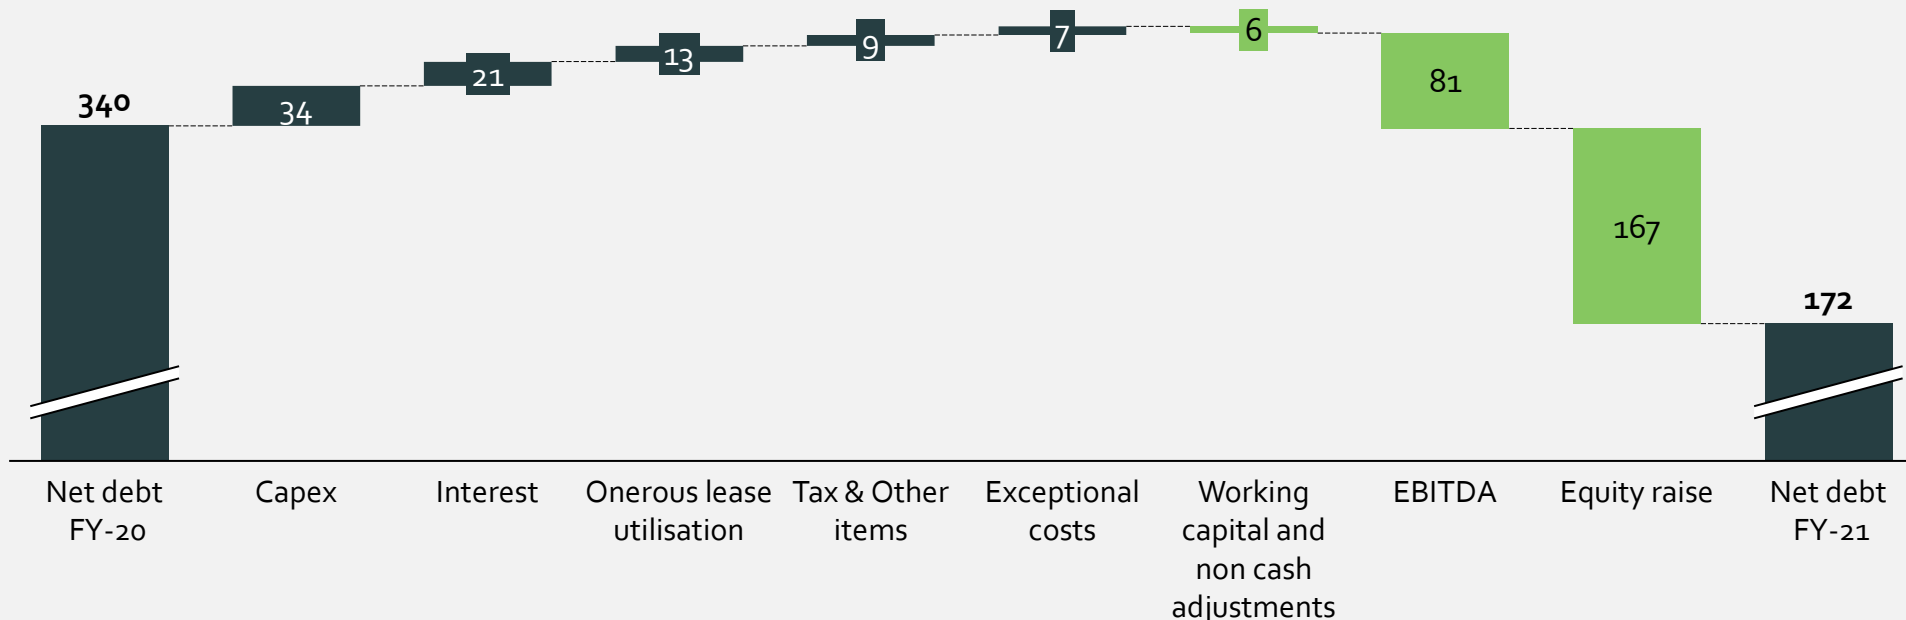 340
34
21
13
9
7
6
81
167
172
Net debt
FY-20
Capex
Interest
Onerous lease
utilisation
Tax & Other
items
Exceptional
costs
Working
capital and
non cash
adjustments
EBITDA
Equity raise
Net debt
FY-21